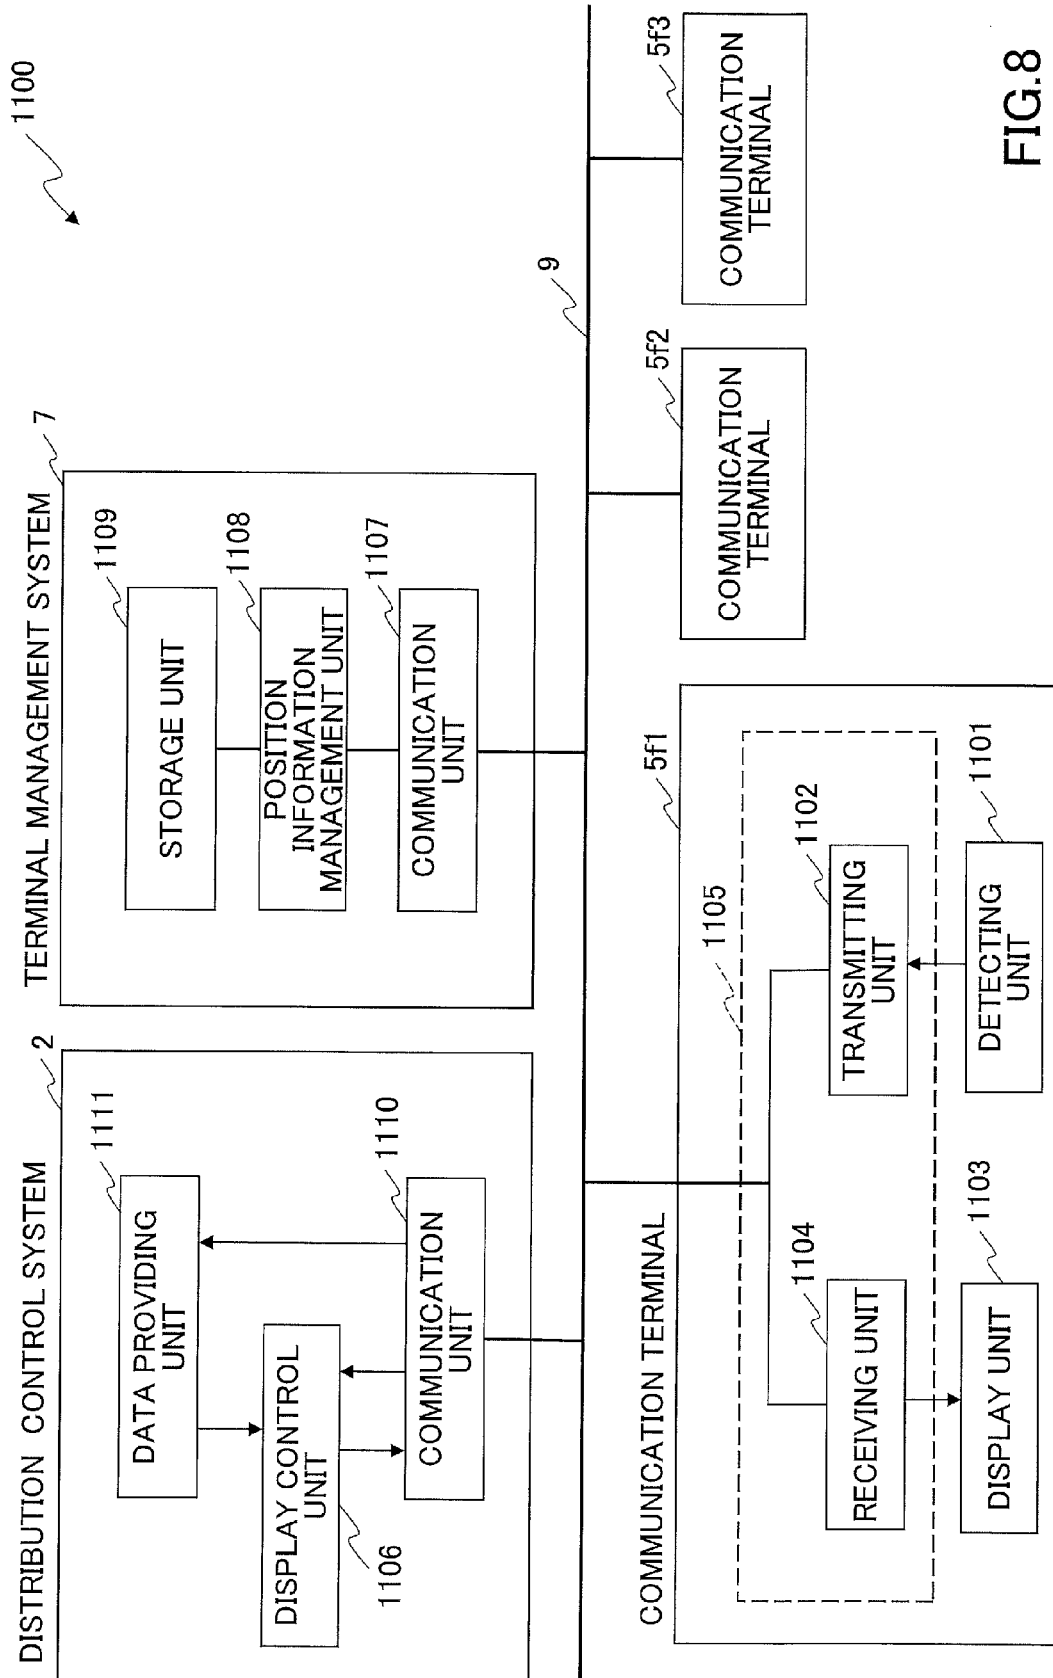 1100
DISTRIBUTION CONTROL SYSTEM
2
DATA PROVIDING
UNIT
1111
DISPLAY CONTROL
UNIT
1106
COMMUNICATION
UNIT
1110
TERMINAL MANAGEMENT SYSTEM
7
STORAGE UNIT
1109
POSITION
INFORMATION
MANAGEMENT UNIT
1108
COMMUNICATION
UNIT
1107
9
COMMUNICATION TERMINAL
5f1
1105
RECEIVING UNIT
1104
TRANSMITTING
UNIT
1102
DISPLAY UNIT
1103
DETECTING
UNIT
1101
COMMUNICATION
TERMINAL
5f2
COMMUNICATION
TERMINAL
5f3
FIG.8